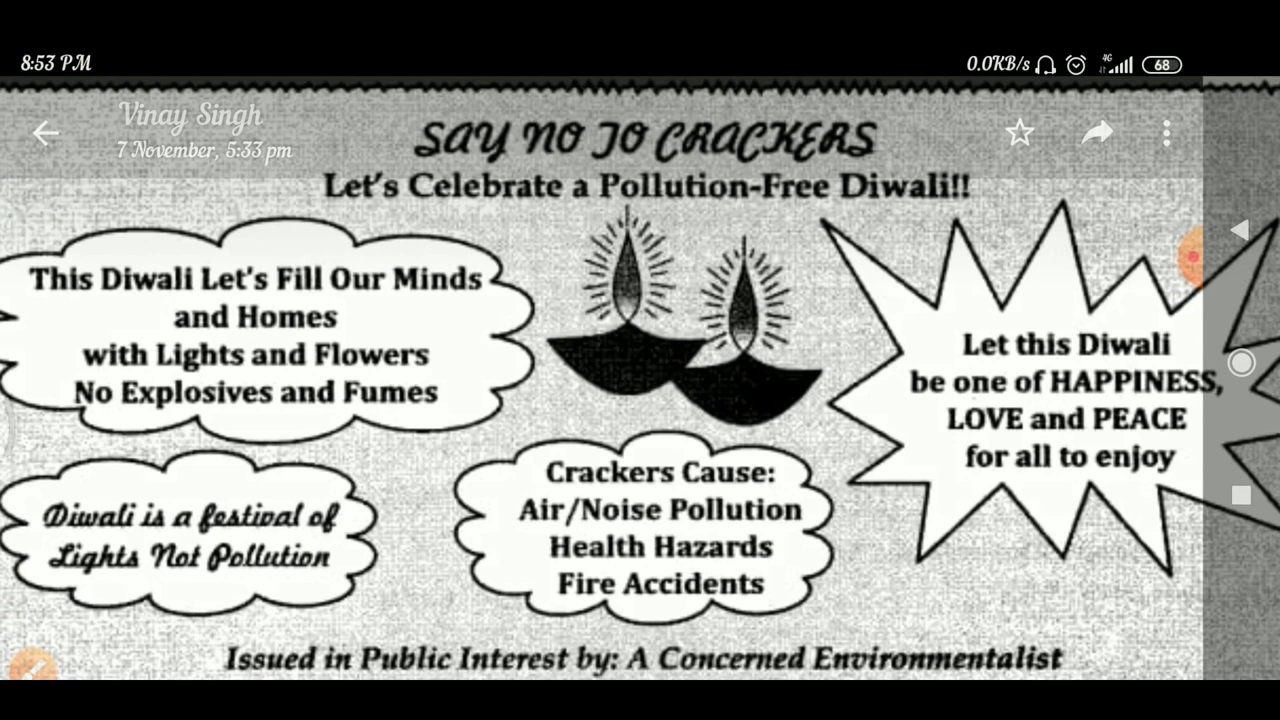 8:53 PM
0.0KB/s
4G
68
Vinay Singh
7 November, 5:33 pm
SAY NO TO CRACKERS
Let's Celebrate a Pollution-Free Diwali!!
This Diwali Let's Fill Our Minds
and Homes
with Lights and Flowers
No Explosives and Fumes
Let this Diwali
be one of HAPPINESS,
LOVE and PEACE
for all to enjoy
Diwali is a festival of
Lights Not Pollution
Crackers Cause:
Air/Noise Pollution
Health Hazards
Fire Accidents
Issued in Public Interest by: A Concerned Environmentalist